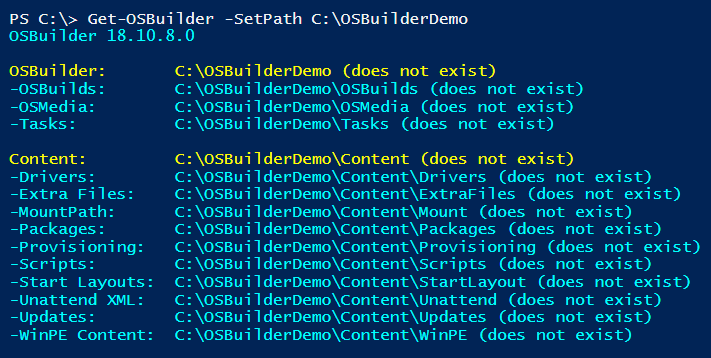 PS C:\> Get-OSBuilder -SetPath C:\OSBuilderDemo
OSBuilder 18.10.8.0
OSBuilder: C:\OSBuilderDemo (does not exist)
-OSBuilds: C:\OSBuilderDemo\OSBuilds (does not exist)
-OSMedia: C:\OSBuilderDemo\OSMedia (does not exist)
-Tasks: C:\OSBuilderDemo\Tasks (does not exist)
Content: C:\OSBuilderDemo\Content (does not exist)
-Drivers: C:\OSBuilderDemo\Content\Drivers (does not exist)
-Extra Files: C:\OSBuilderDemo\Content\ExtraFiles (does not exist)
-MountPath: C:\OSBuilderDemo\Content\Mount (does not exist)
-Packages: C:\OSBuilderDemo\Content\Packages (does not exist)
-Provisioning: C:\OSBuilderDemo\Content\Provisioning (does not exist)
-Scripts: C:\OSBuilderDemo\Content\Scripts (does not exist)
-Start Layouts: C:\OSBuilderDemo\Content\StartLayout (does not exist)
-Unattend XML: C:\OSBuilderDemo\Content\Unattend (does not exist)
-Updates: C:\OSBuilderDemo\Content\Updates (does not exist)
-WinPE Content: C:\OSBuilderDemo\Content\WinPE (does not exist)